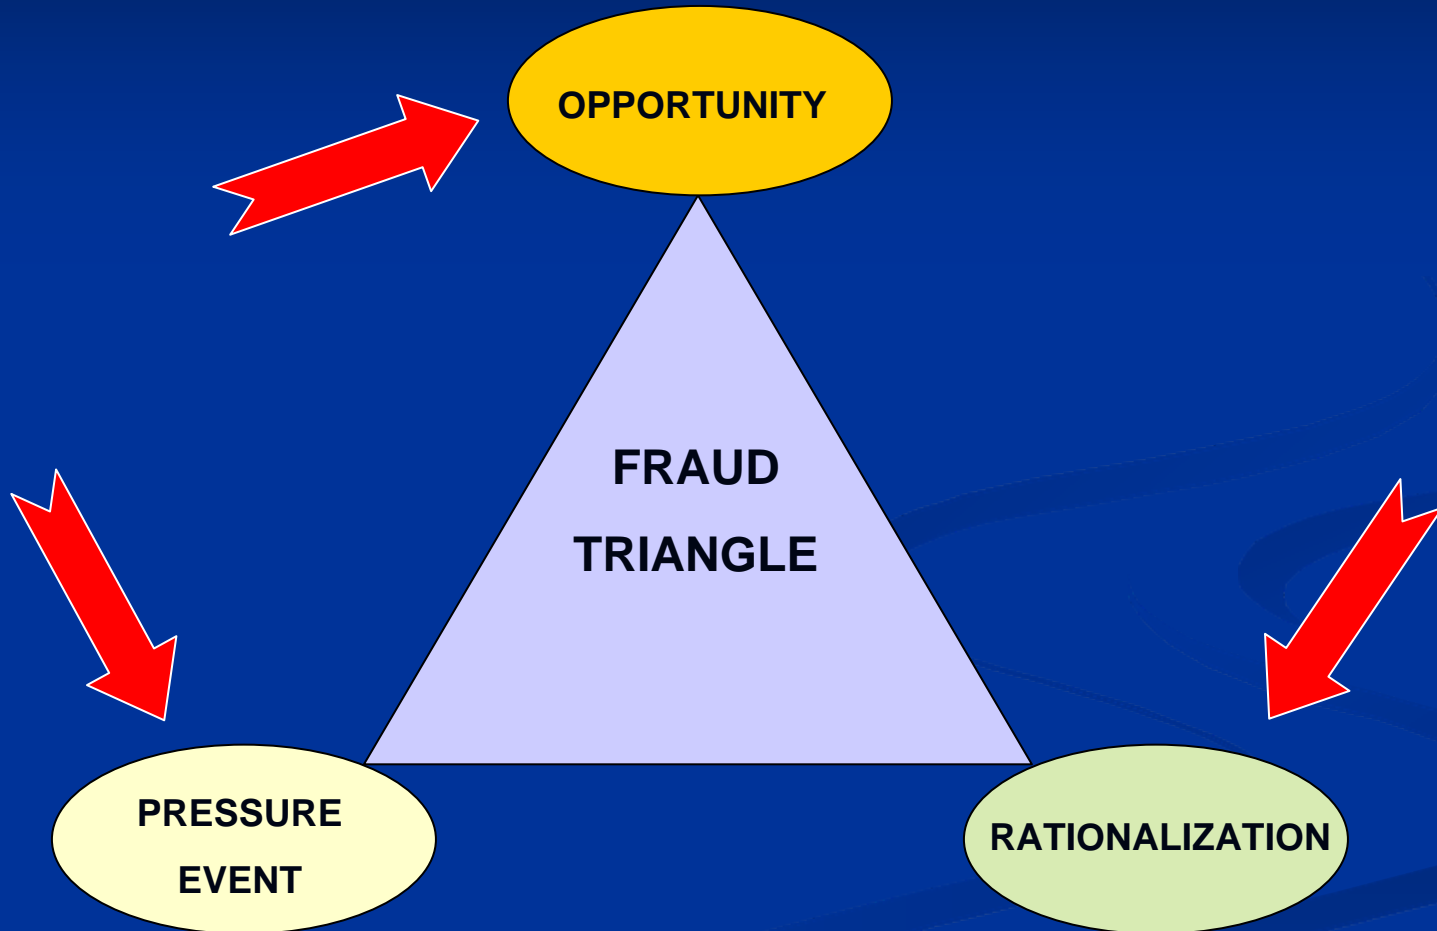 OPPORTUNITY
FRAUD
TRIANGLE
PRESSURE
EVENT
RATIONALIZATION